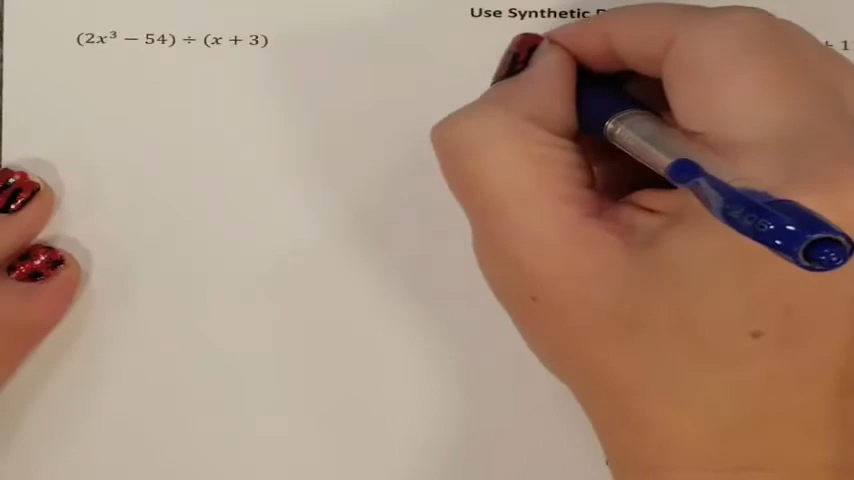 Use Synthetic
(2x³ − 54) ÷ (x + 3)